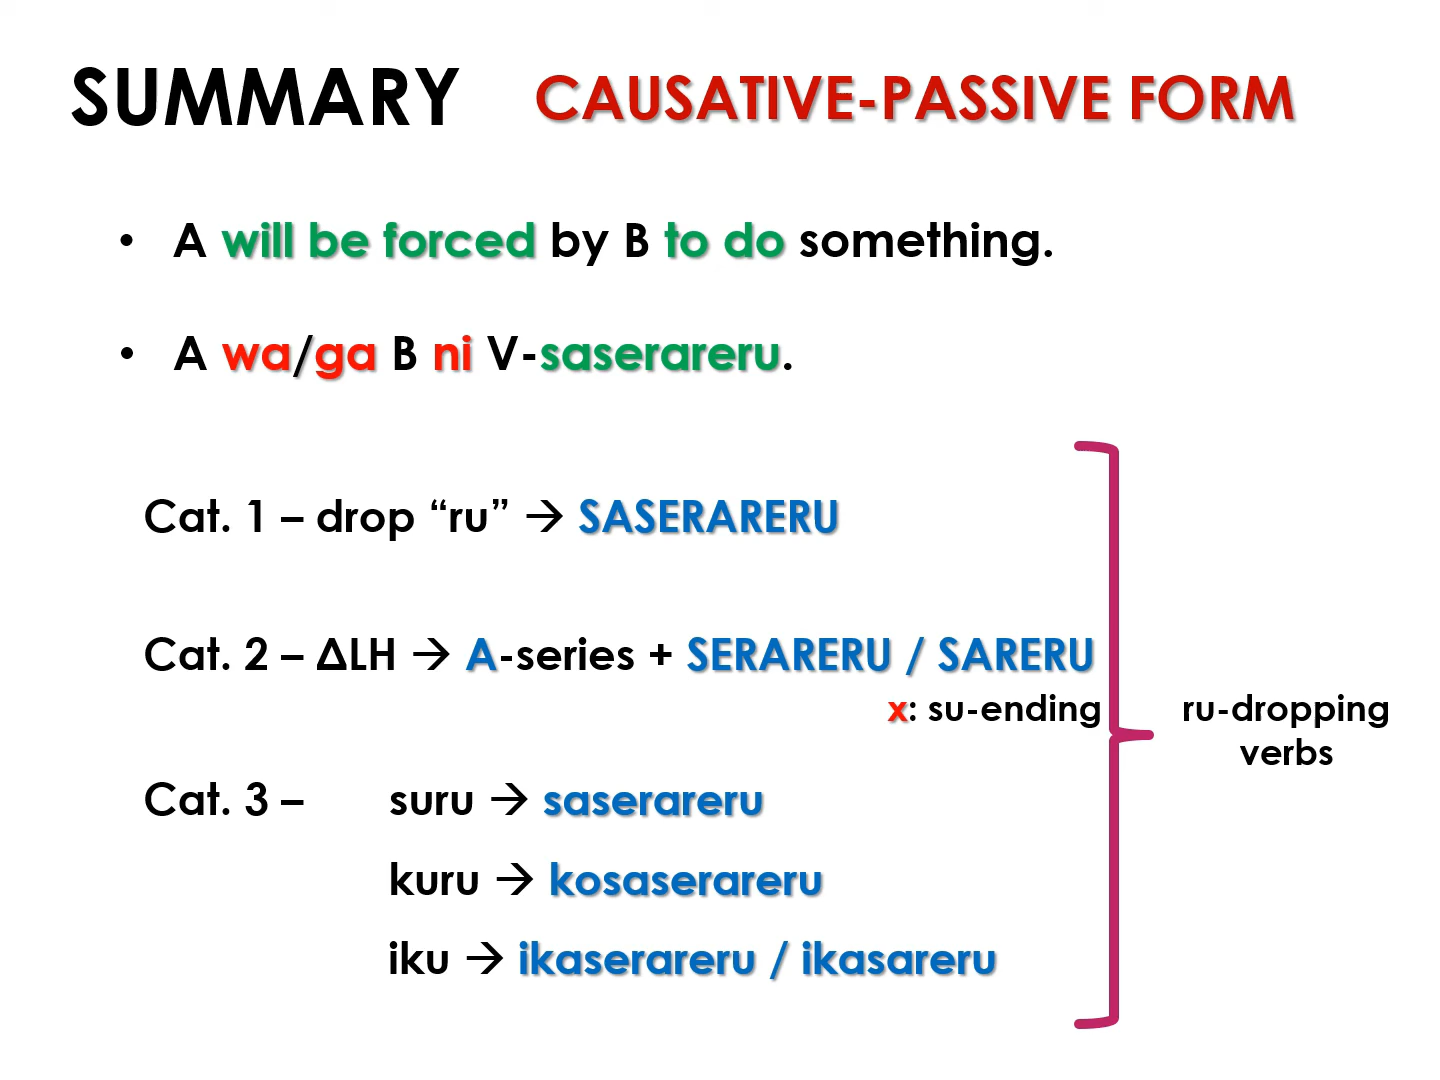 SUMMARY CAUSATIVE-PASSIVE FORM
• A will be forced by B to do something.
• A wa/ga B ni V-saserareru.
Cat. 1 – drop “ru” → SASERARERU
Cat. 2 – ΔLH → A-series + SERARERU / SARERU
x: su-ending
ru-dropping
verbs
Cat. 3 – suru → saserareru
kuru → kosaserareru
iku → ikaserareru / ikasareru